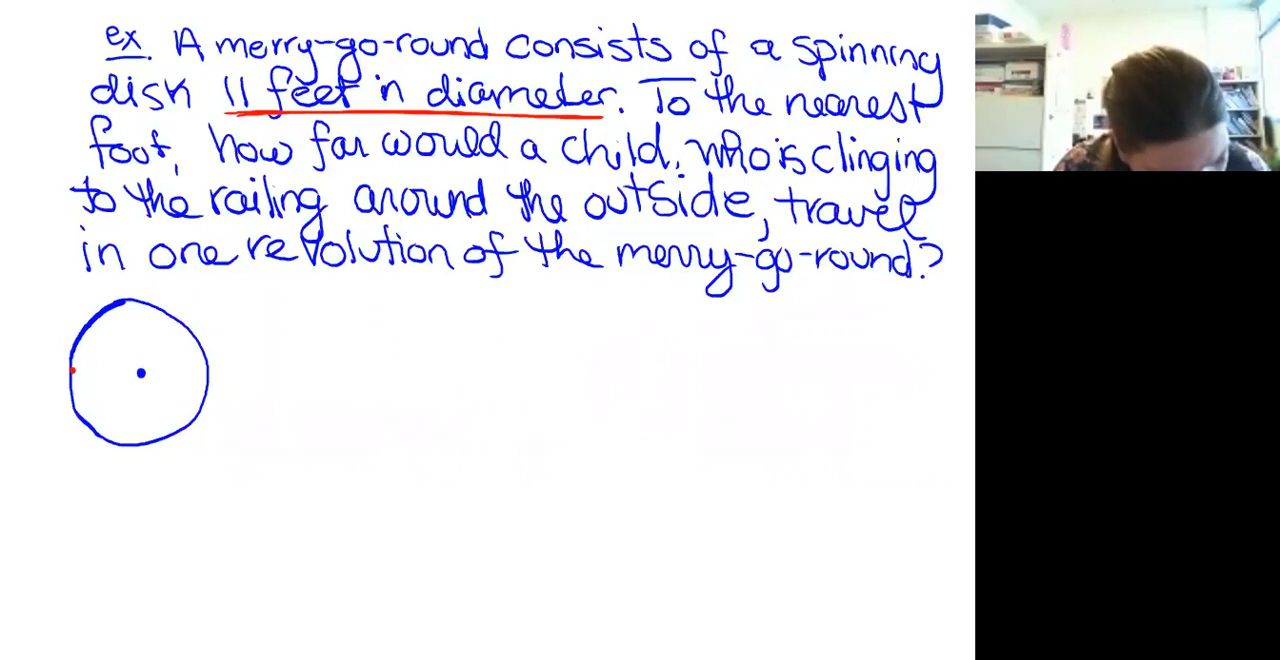 ex. A merry-go-round consists of a spinning
disk 11 feet in diameter. To the nearest
foot, how far would a child, who is clinging
to the railing around the outside, travel
in one revolution of the merry-go-round?